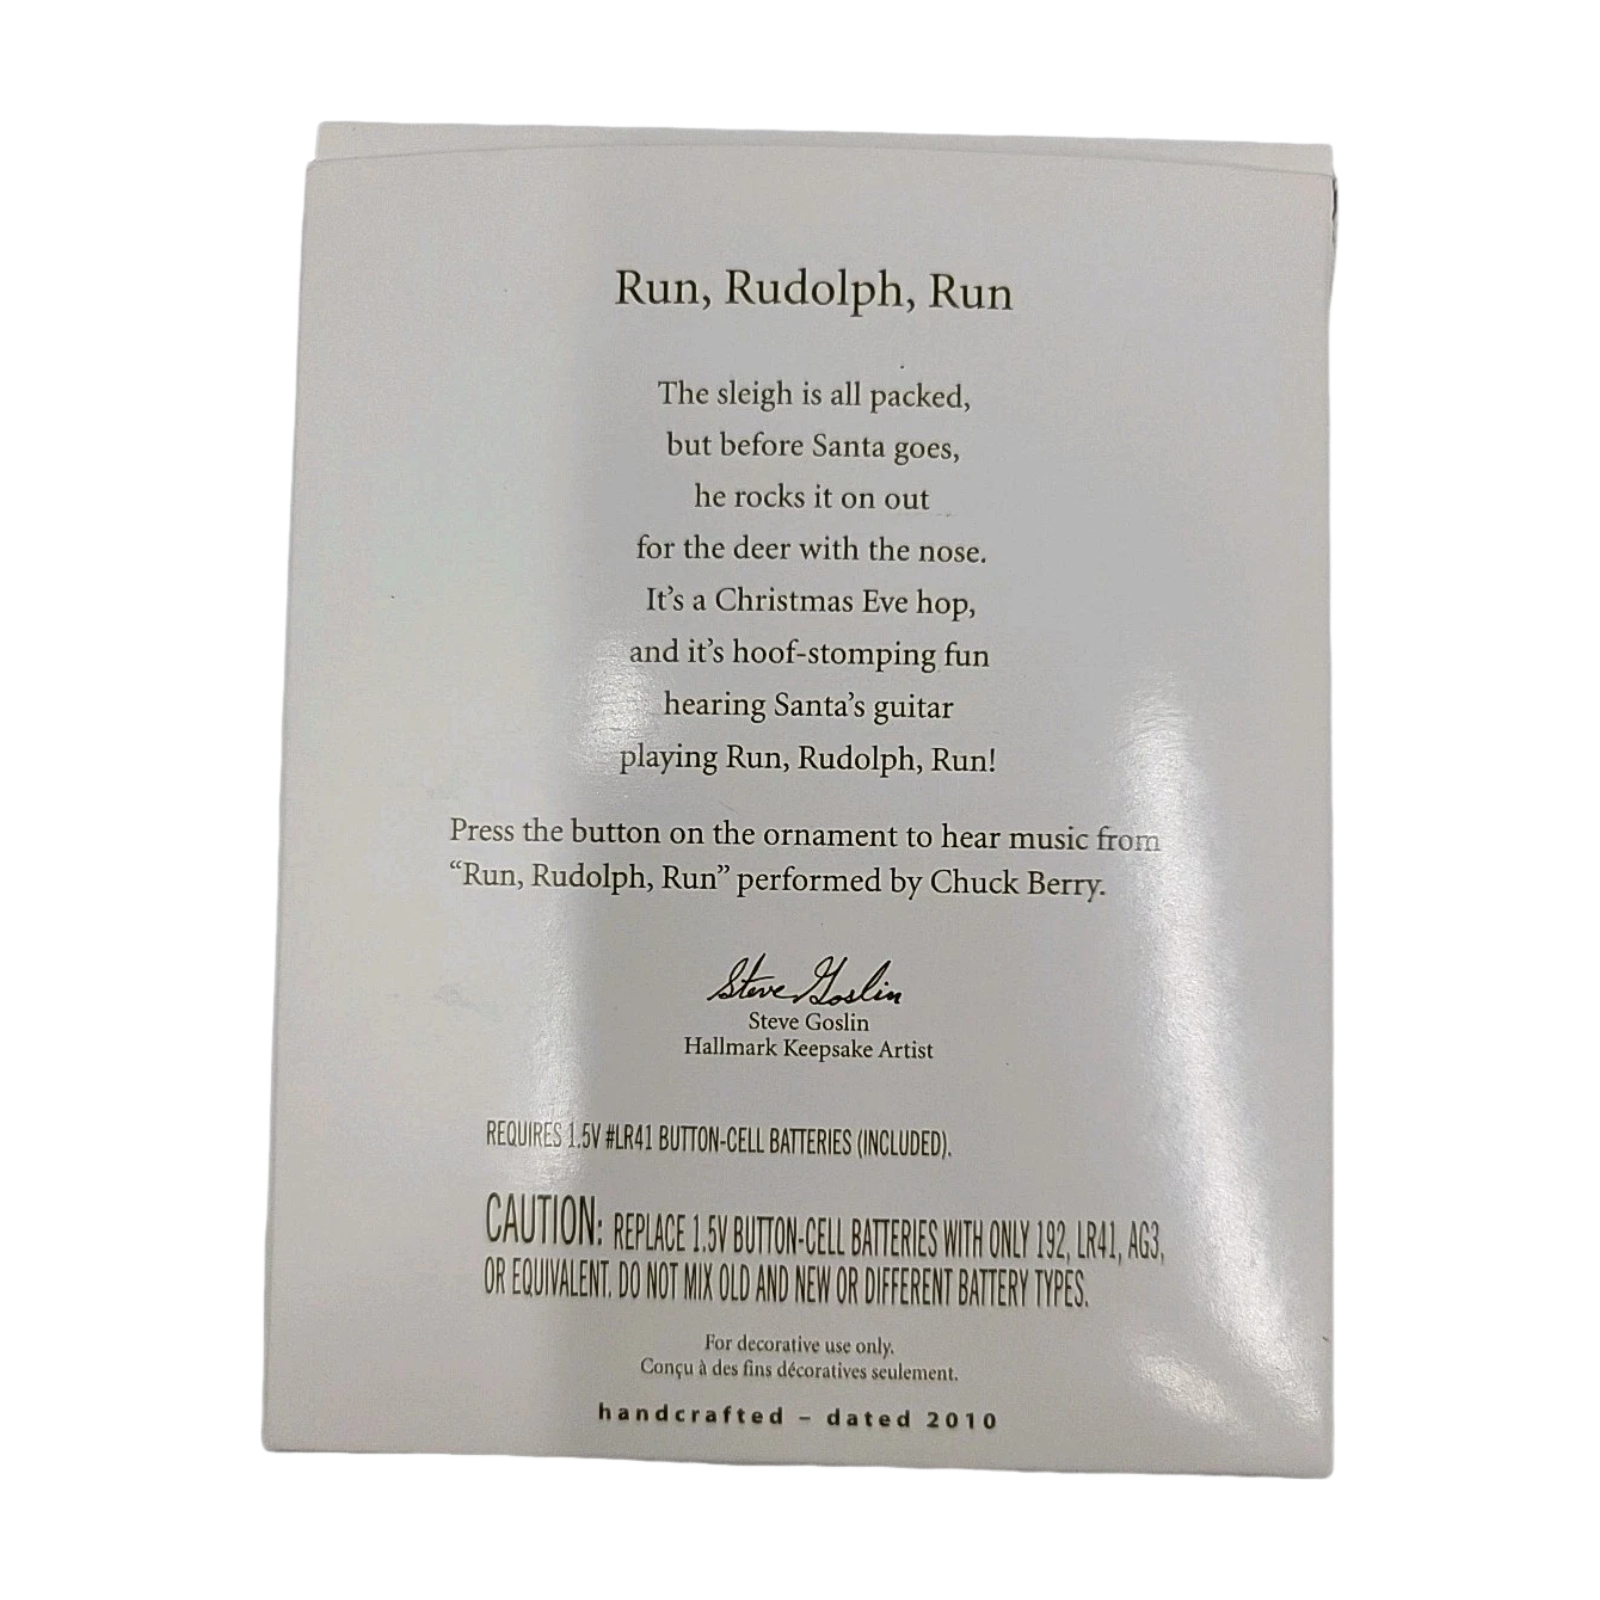 Run, Rudolph, Run
The sleigh is all packed,
but before Santa goes,
he rocks it on out
for the deer with the nose.
It's a Christmas Eve hop,
and it's hoof-stomping fun
hearing Santa's guitar
playing Run, Rudolph, Run!
Press the button on the ornament to hear music from
“Run, Rudolph, Run” performed by Chuck Berry.
Steve Goslin
Steve Goslin
Hallmark Keepsake Artist
REQUIRES 1.5V #LR41 BUTTON-CELL BATTERIES (INCLUDED).
CAUTION: REPLACE 1.5V BUTTON-CELL BATTERIES WITH ONLY 192, LR41, AG3,
OR EQUIVALENT. DO NOT MIX OLD AND NEW OR DIFFERENT BATTERY TYPES.
For decorative use only.
Conçu à des fins décoratives seulement.
handcrafted – dated 2010